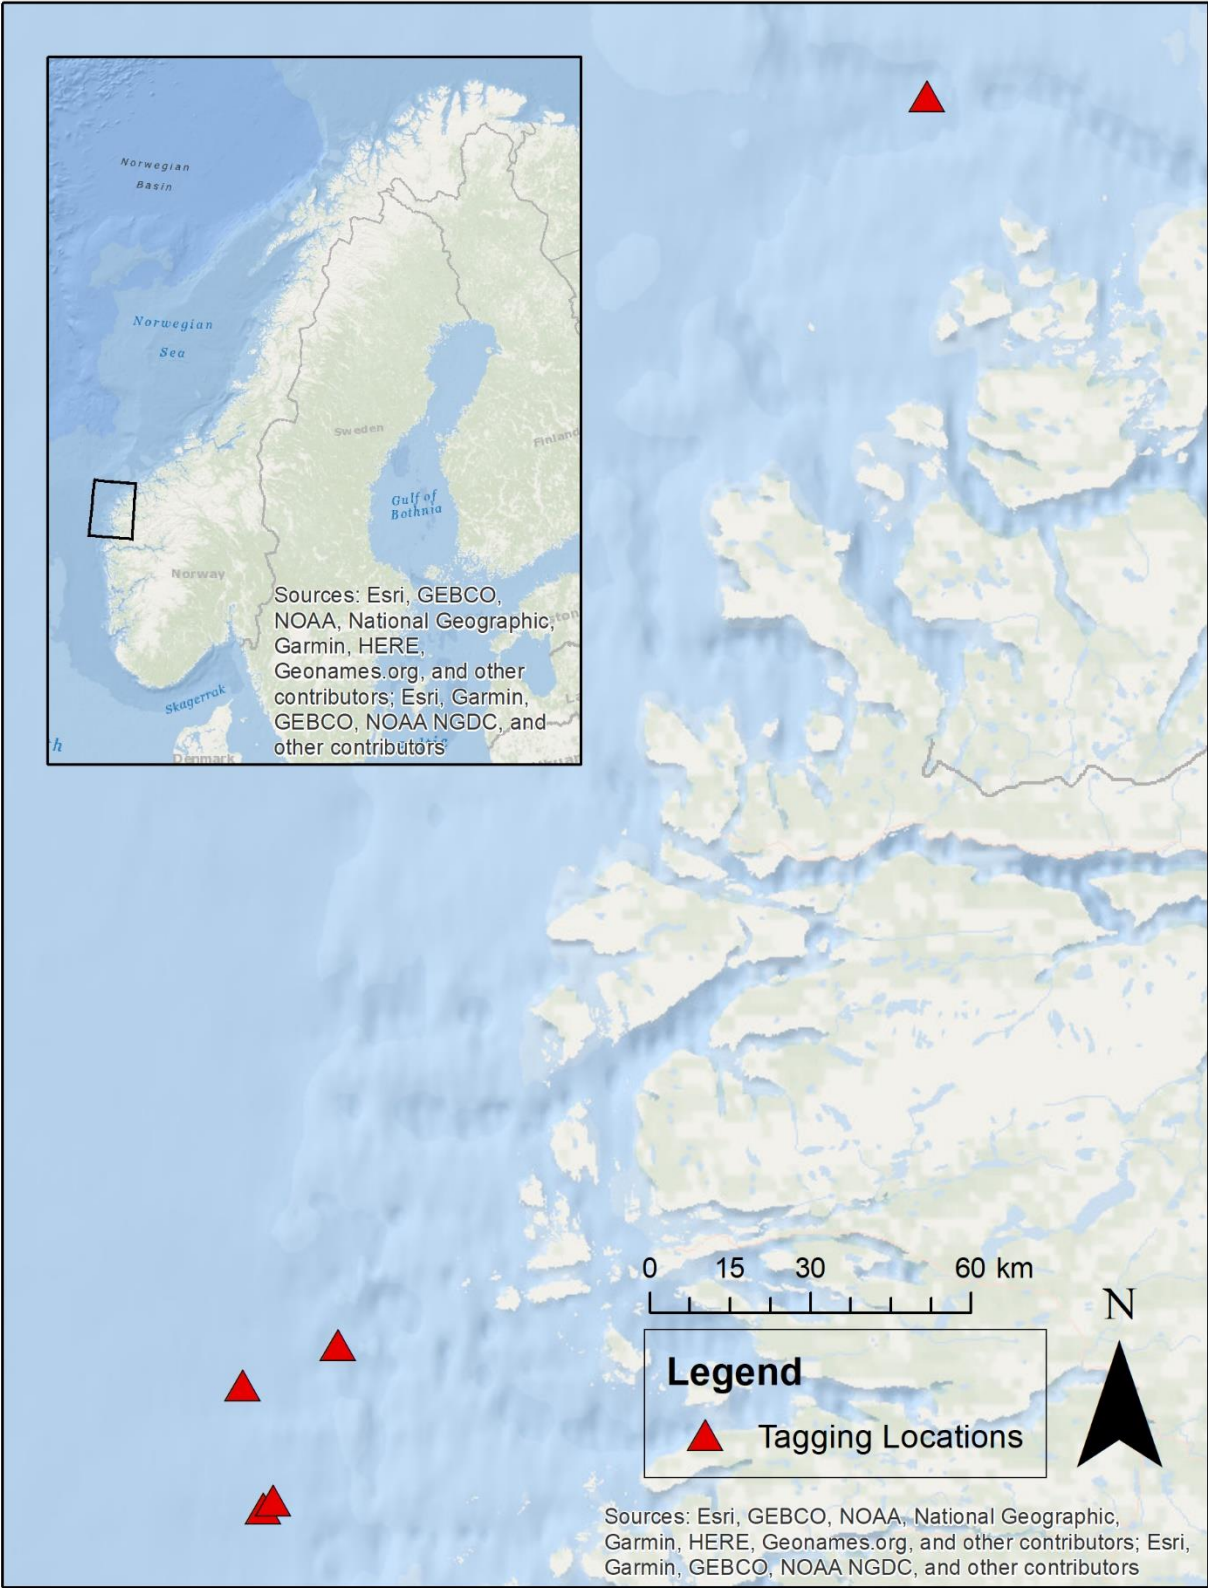 Norwegian
Basin
Norwegian
Sea
Sweden
Finland
Gulf of
Bothnia
Norway
Sources: Esri, GEBCO,
NOAA, National Geographic,
Garmin, HERE,
Geonames.org, and other
contributors; Esri, Garmin,
GEBCO, NOAA NGDC, and
other contributors
Skagerrak
Denmark
0 15 30 60 km
N
Legend
Tagging Locations
Sources: Esri, GEBCO, NOAA, National Geographic,
Garmin, HERE, Geonames.org, and other contributors; Esri,
Garmin, GEBCO, NOAA NGDC, and other contributors